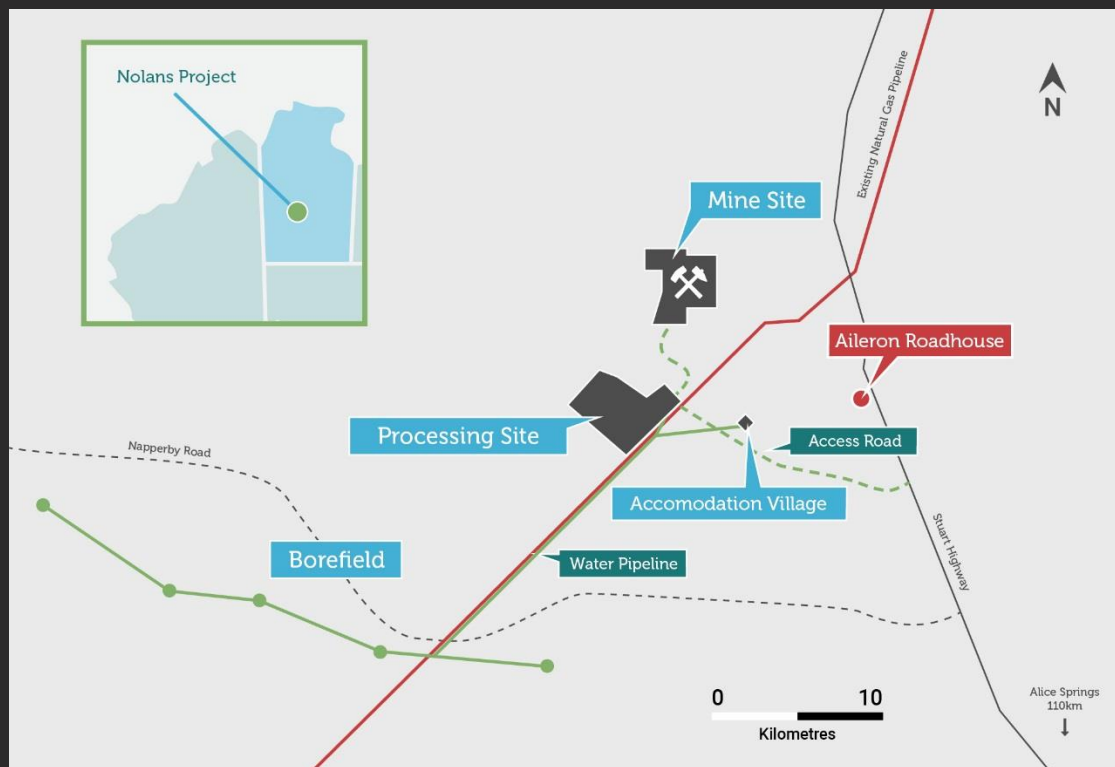 Nolans Project
Existing Natural Gas Pipeline
N
Mine Site
Aileron Roadhouse
Processing Site
Access Road
Napperby Road
Accomodation Village
Stuart Highway
Borefield
Water Pipeline
0 10
Kilometres
Alice Springs
110km